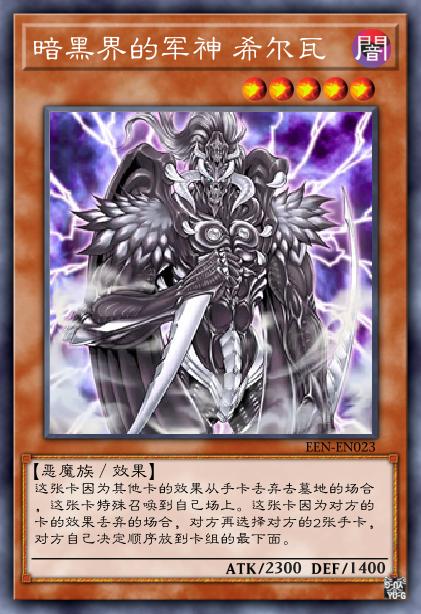 暗黑界的军神 希尔瓦
闇
EEN-EN023
【恶魔族／效果】
这张卡因为其他卡的效果从手卡丢弃去墓地的场合
，这张卡特殊召唤到自己场上。这张卡因为对方的
卡的效果丢弃的场合，对方再选择对方的2张手卡，
对方自己决定顺序放到卡组的最下面。
ATK/2300 DEF/1400